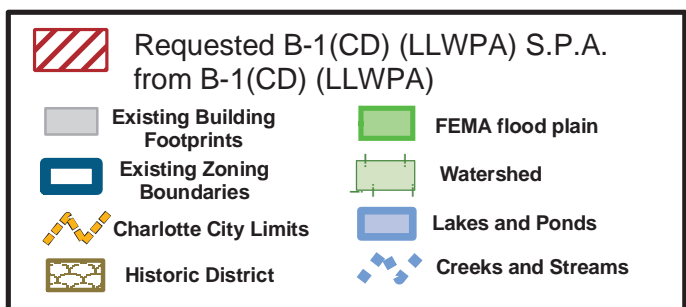 Requested B-1(CD) (LLWPA) S.P.A.
from B-1(CD) (LLWPA)
Existing Building
Footprints
Existing Zoning
Boundaries
Charlotte City Limits
Historic District
FEMA flood plain
Watershed
Lakes and Ponds
Creeks and Streams